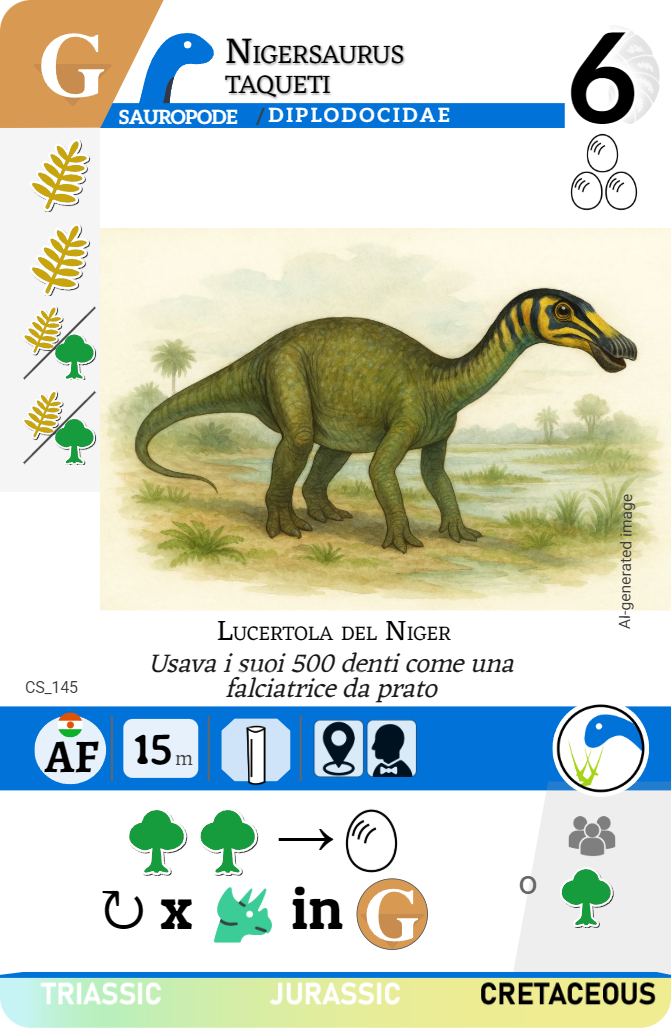 G
NIGERSAURUS
TAQUETI
6
SAUROPODE / DIPLODOCIDAE
AI-generated image
LUCERTOLA DEL NIGER
Usava i suoi 500 denti come una
falciatrice da prato
CS_145
AF
15 m
x in G
O
TRIASSIC JURASSIC CRETACEOUS